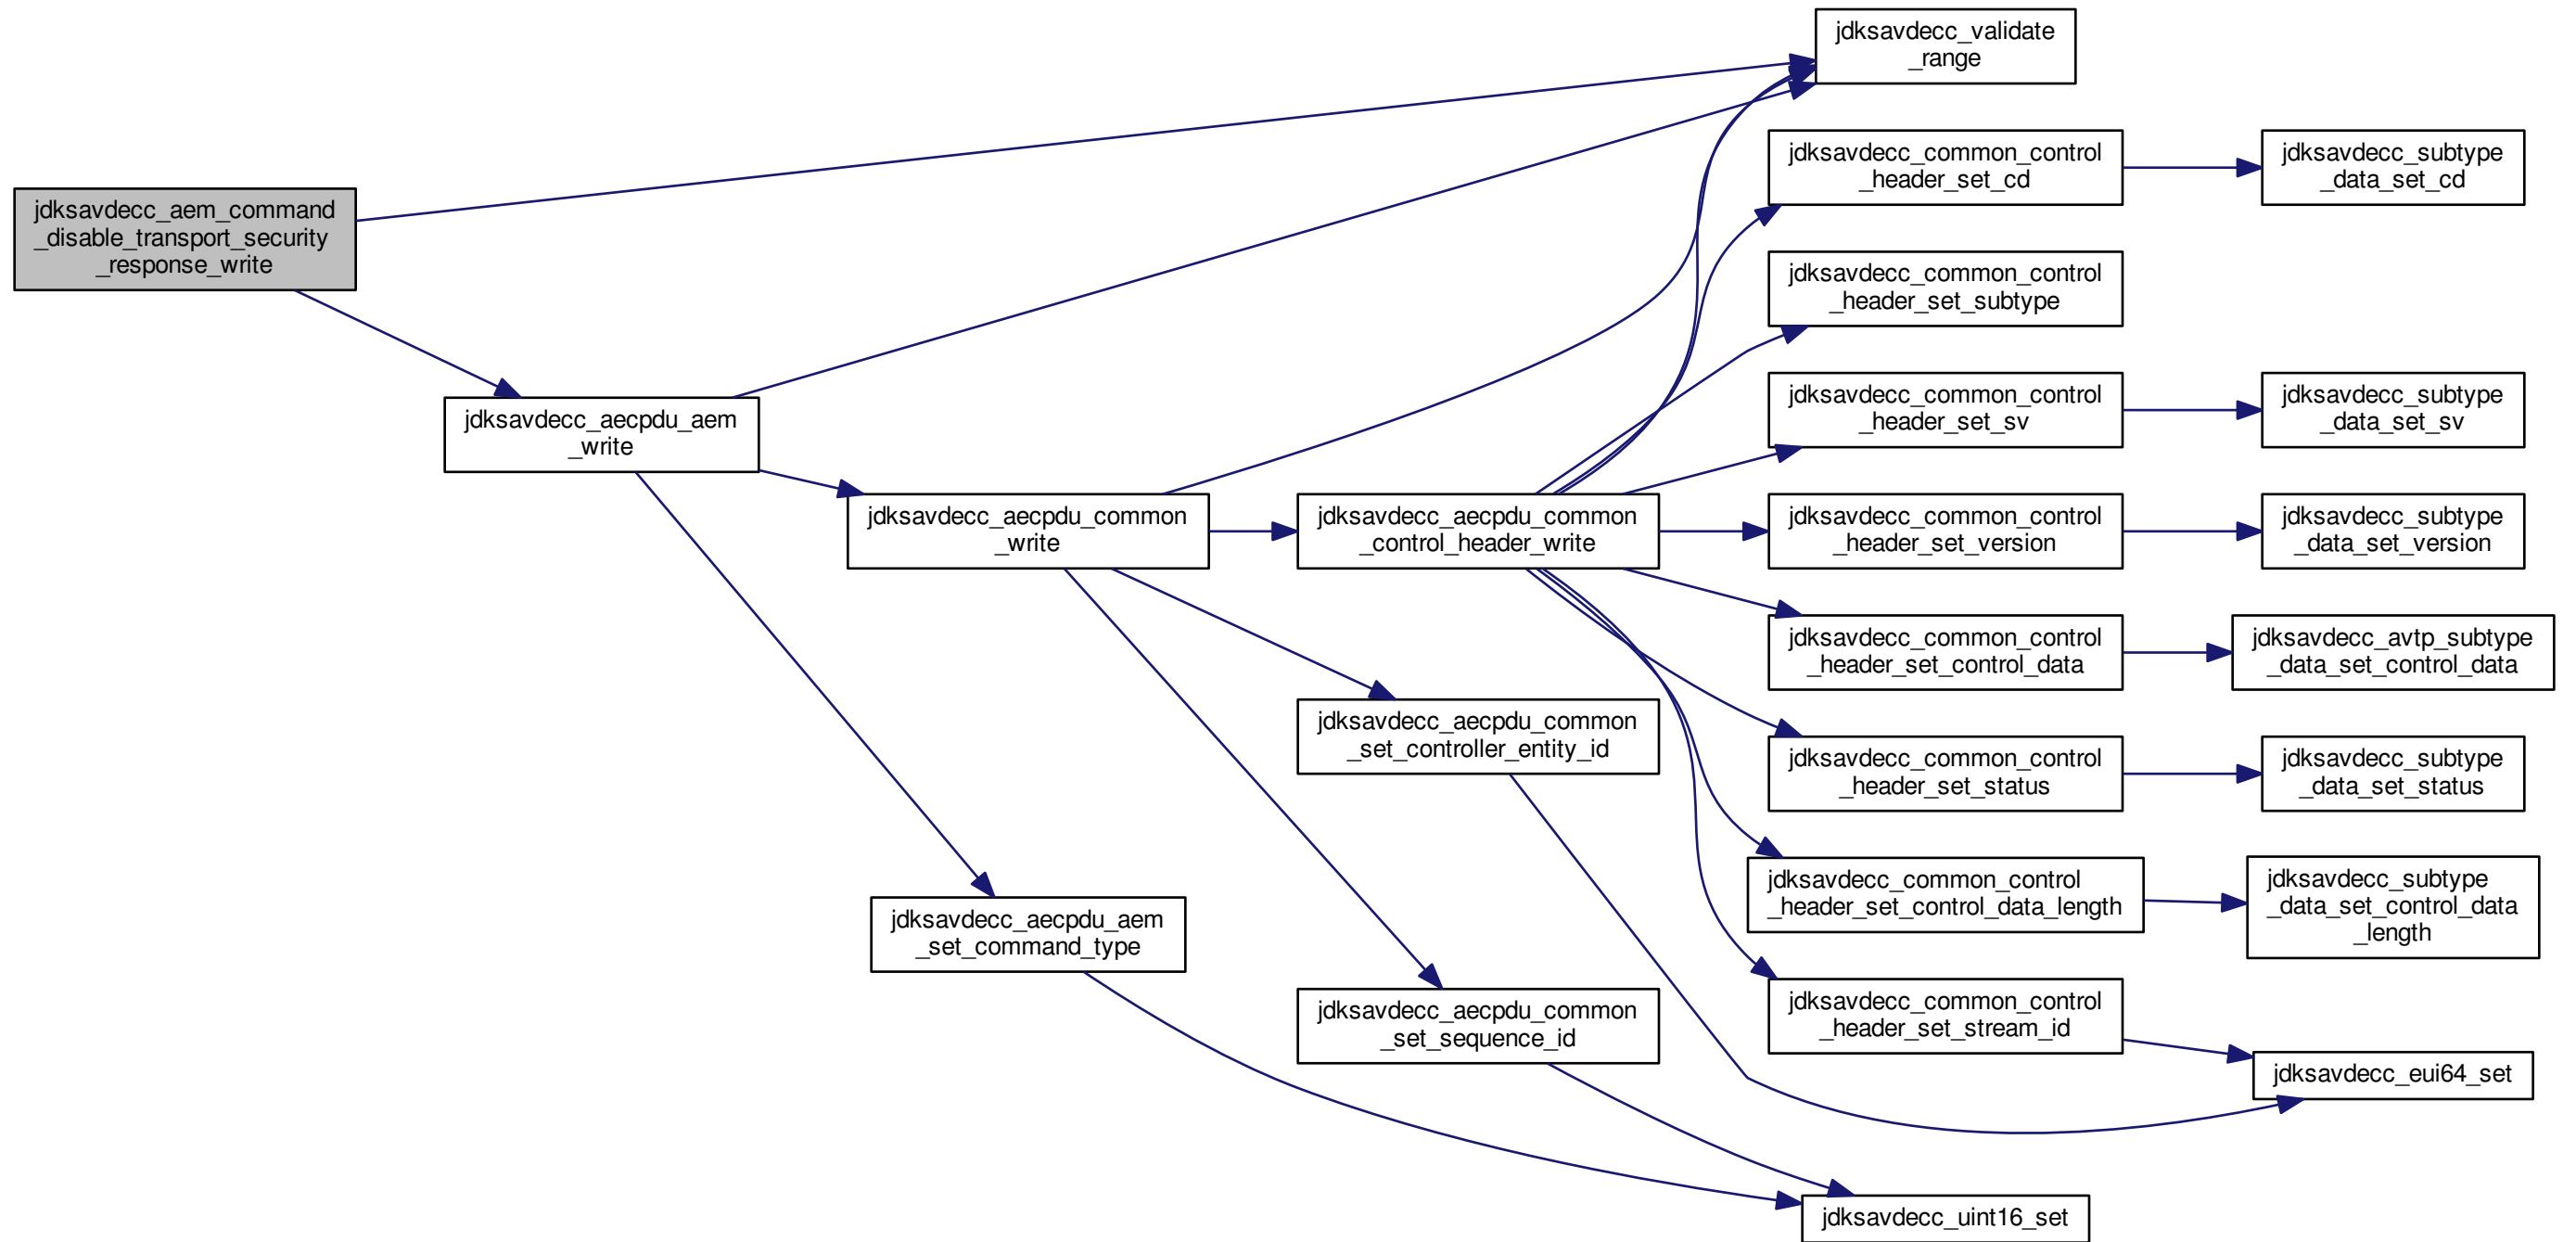 jdksavdecc_validate
_range
jdksavdecc_common_control
_header_set_cd
jdksavdecc_subtype
_data_set_cd
jdksavdecc_aem_command
_disable_transport_security
_response_write
jdksavdecc_common_control
_header_set_subtype
jdksavdecc_common_control
_header_set_sv
jdksavdecc_subtype
_data_set_sv
jdksavdecc_aecpdu_aem
_write
jdksavdecc_aecpdu_common
_write
jdksavdecc_aecpdu_common
_control_header_write
jdksavdecc_common_control
_header_set_version
jdksavdecc_subtype
_data_set_version
jdksavdecc_common_control
_header_set_control_data
jdksavdecc_avtp_subtype
_data_set_control_data
jdksavdecc_aecpdu_common
_set_controller_entity_id
jdksavdecc_common_control
_header_set_status
jdksavdecc_subtype
_data_set_status
jdksavdecc_common_control
_header_set_control_data_length
jdksavdecc_subtype
_data_set_control_data
_length
jdksavdecc_aecpdu_aem
_set_command_type
jdksavdecc_aecpdu_common
_set_sequence_id
jdksavdecc_common_control
_header_set_stream_id
jdksavdecc_eui64_set
jdksavdecc_uint16_set